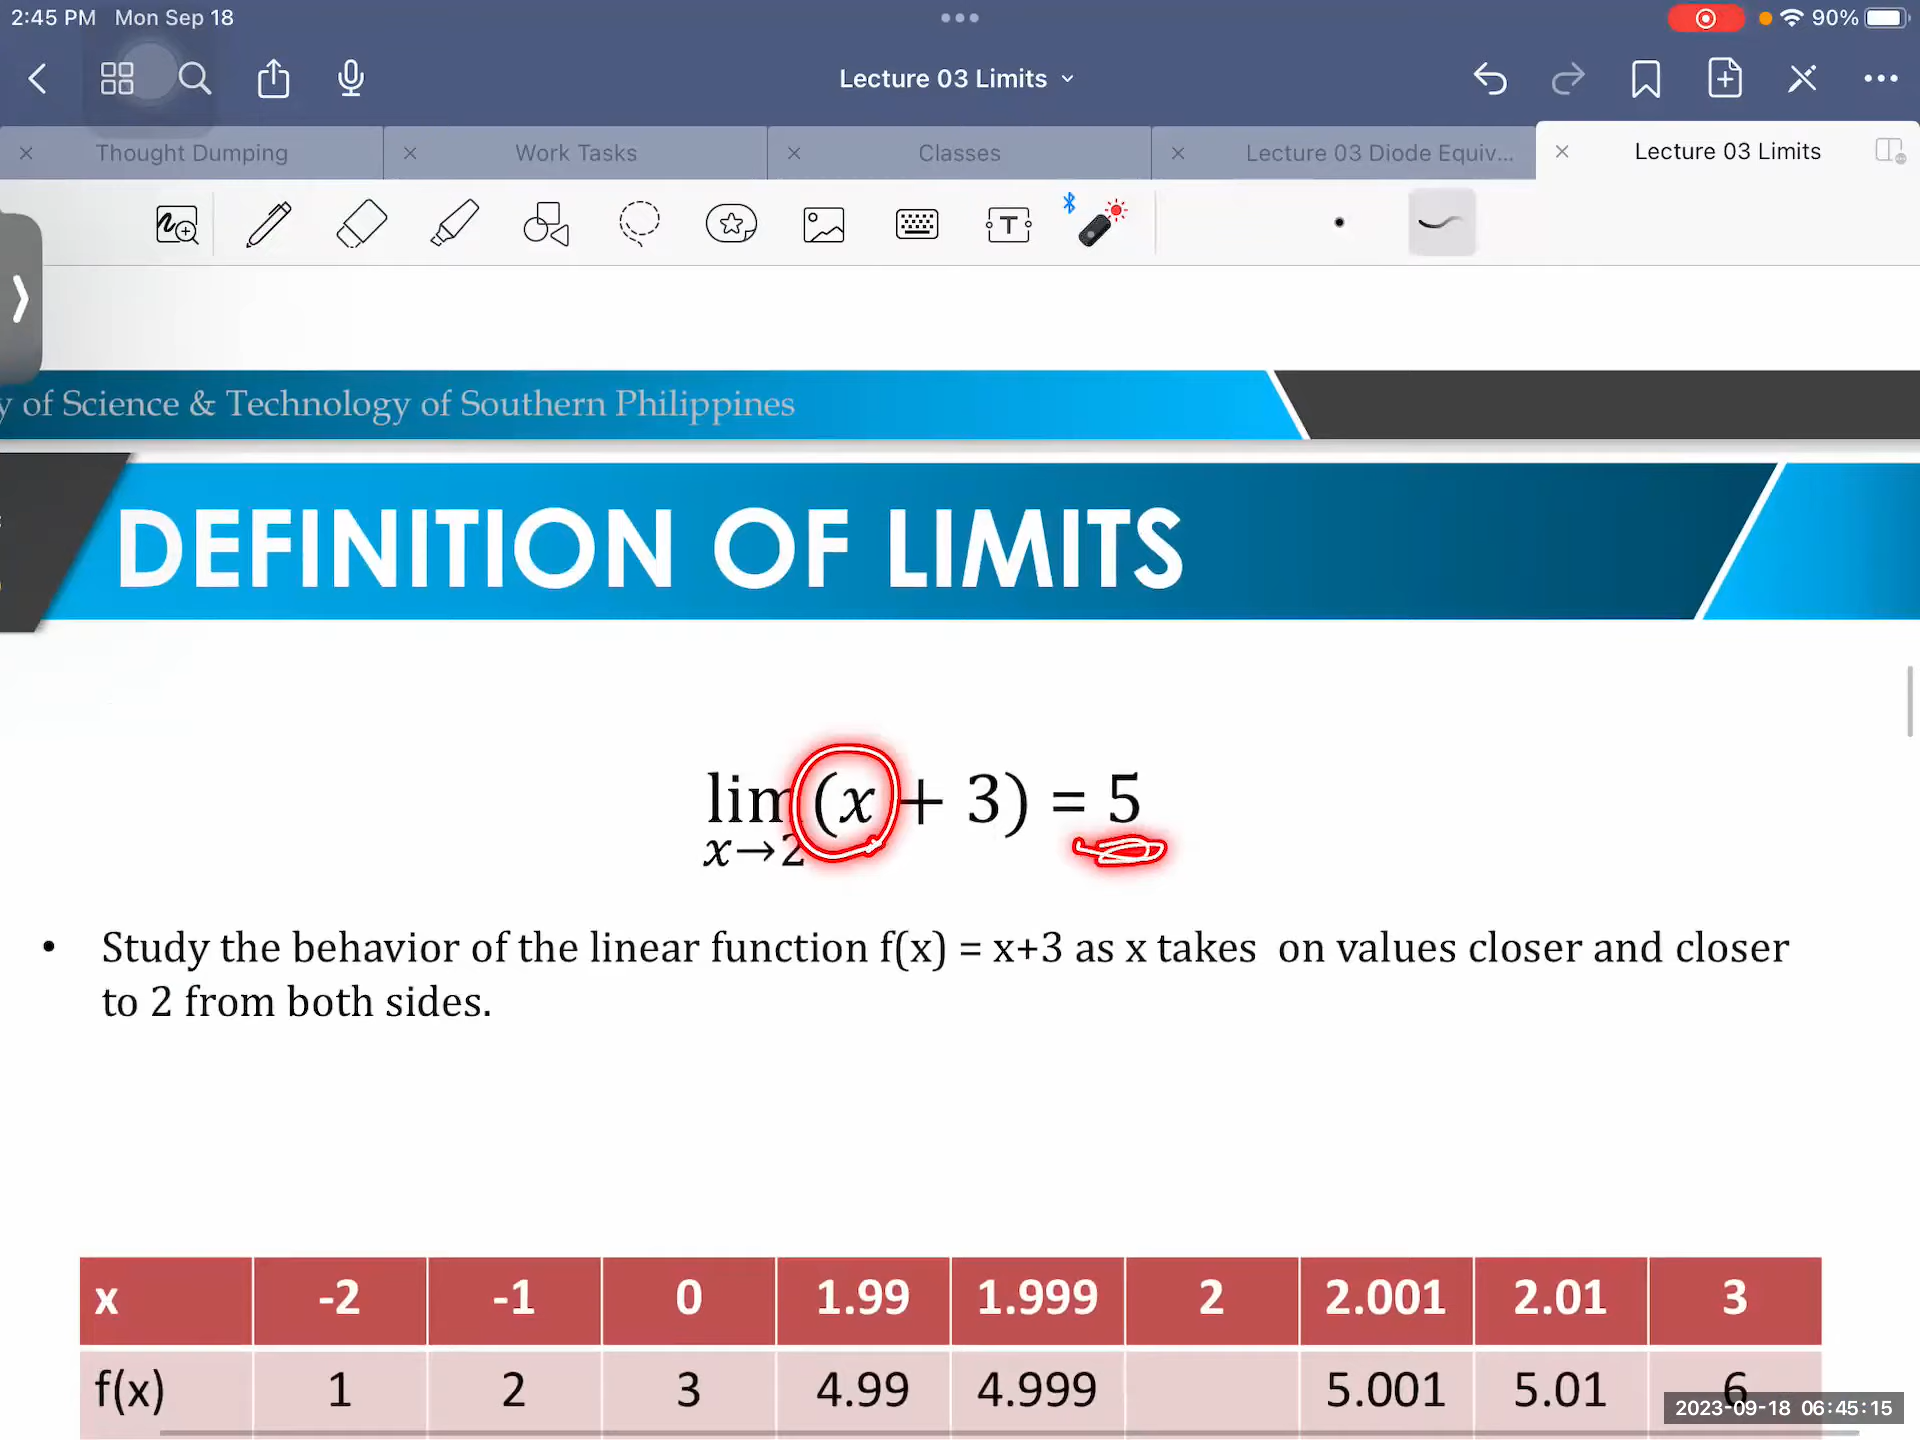 2:45 PM Mon Sep 18
90%
Lecture 03 Limits
Thought Dumping
Work Tasks
Classes
Lecture 03 Diode Equiv...
Lecture 03 Limits
T
y of Science & Technology of Southern Philippines
DEFINITION OF LIMITS
lim (x + 3) = 5
x→2
• Study the behavior of the linear function f(x) = x+3 as x takes on values closer and closer
to 2 from both sides.
x -2 -1 0 1.99 1.999 2 2.001 2.01 3
f(x) 1 2 3 4.99 4.999 5.001 5.01 6
2023-09-18 06:45:15